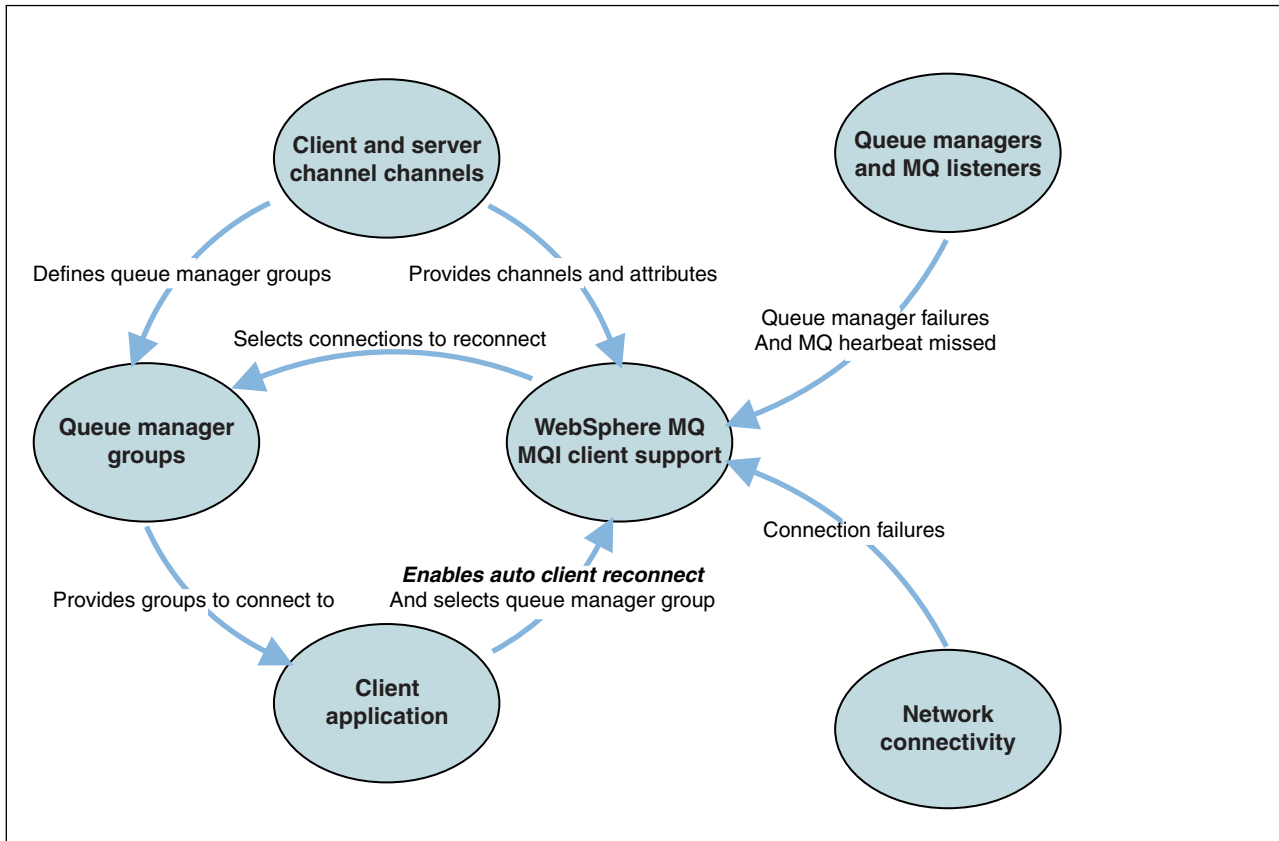 Client and server
channel channels
Queue managers
and MQ listeners
Defines queue manager groups
Provides channels and attributes
Queue manager failures
And MQ hearbeat missed
Selects connections to reconnect
Queue manager
groups
WebSphere MQ
MQI client support
Connection failures
Enables auto client reconnect
And selects queue manager group
Provides groups to connect to
Client
application
Network
connectivity